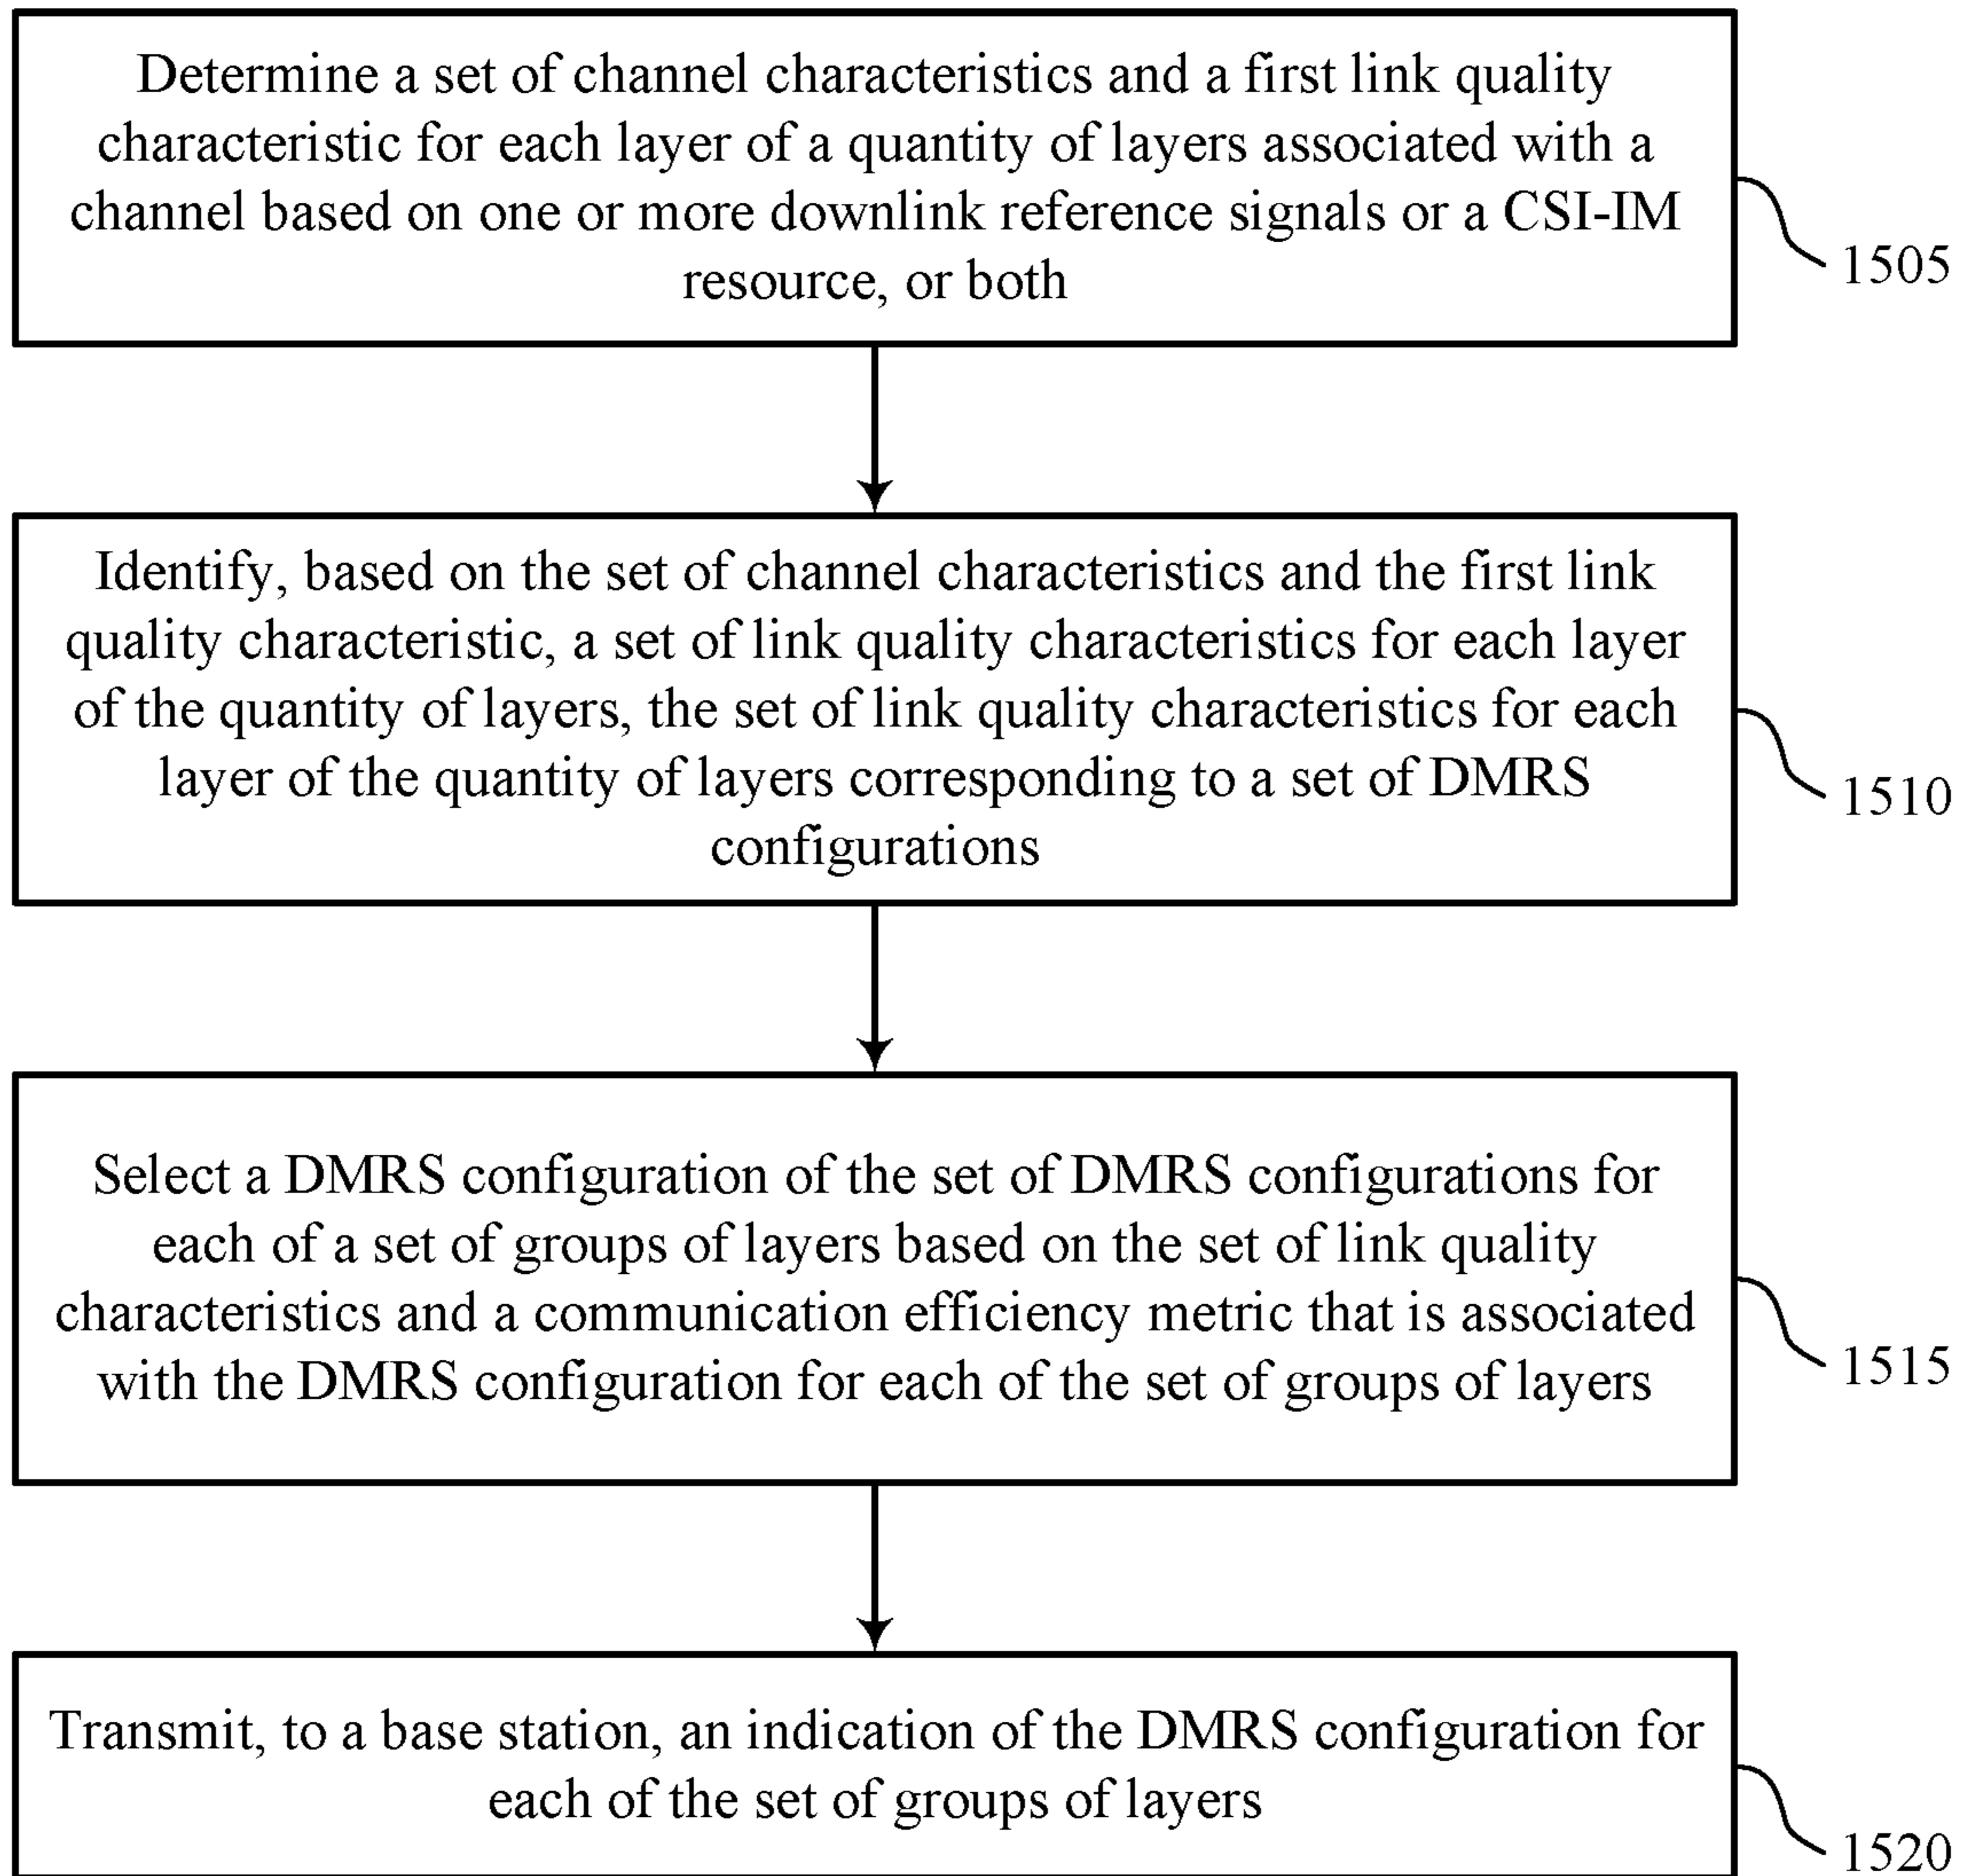 Determine a set of channel characteristics and a first link quality
characteristic for each layer of a quantity of layers associated with a
channel based on one or more downlink reference signals or a CSI-IM
resource, or both
1505
Identify, based on the set of channel characteristics and the first link
quality characteristic, a set of link quality characteristics for each layer
of the quantity of layers, the set of link quality characteristics for each
layer of the quantity of layers corresponding to a set of DMRS
configurations
1510
Select a DMRS configuration of the set of DMRS configurations for
each of a set of groups of layers based on the set of link quality
characteristics and a communication efficiency metric that is associated
with the DMRS configuration for each of the set of groups of layers
1515
Transmit, to a base station, an indication of the DMRS configuration for
each of the set of groups of layers
1520